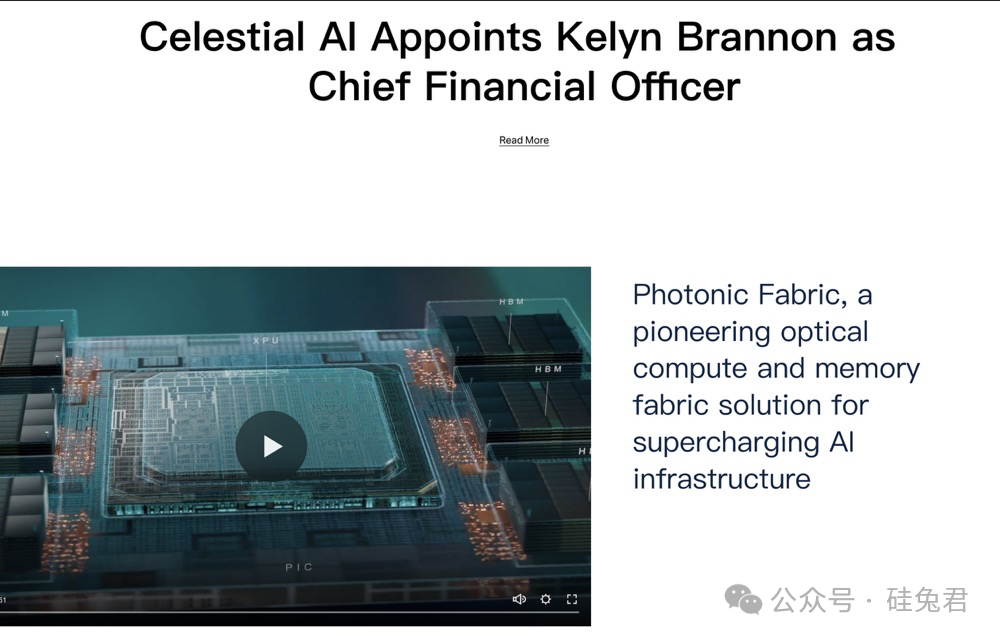 Celestial AI Appoints Kelyn Brannon as
Chief Financial Officer
Read More
M
XPU
HBM
HBM
H
PIC
51
Photonic Fabric, a
pioneering optical
compute and memory
fabric solution for
supercharging AI
infrastructure
公众号 · 硅兔君